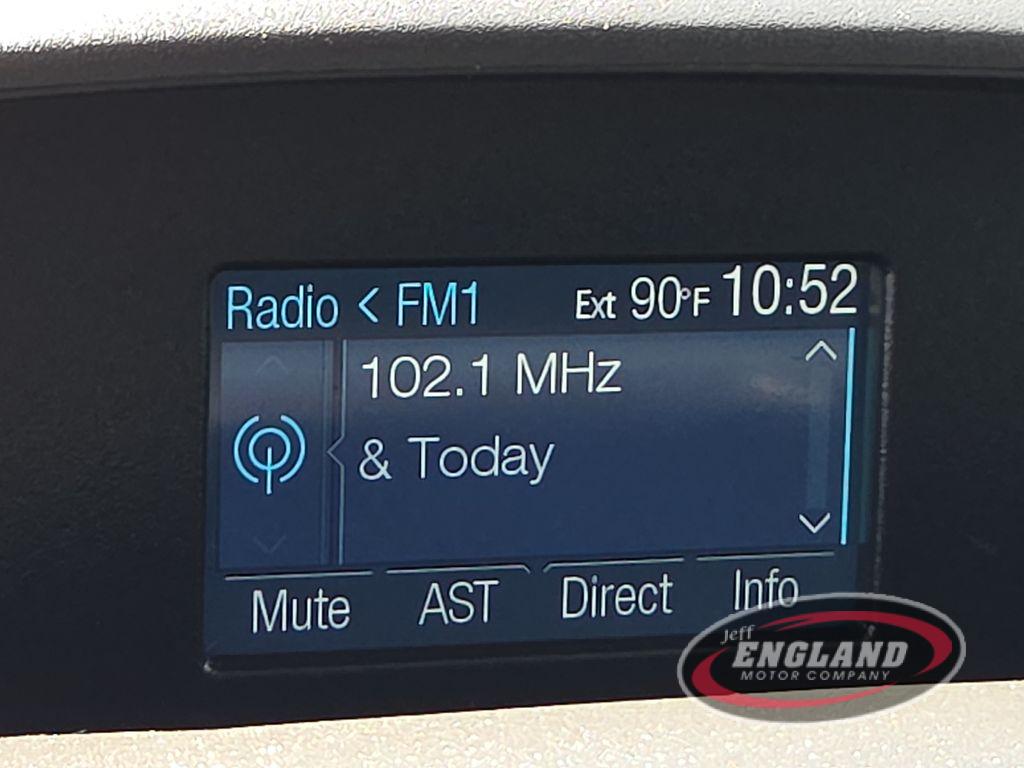 Radio < FM1 Ext 90°F 10:52
102.1 MHz
& Today
Mute AST Direct Info
Jeff
ENGLAND
MOTOR COMPANY